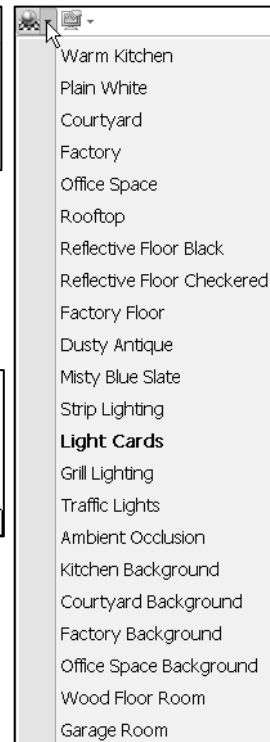 Warm Kitchen
Plain White
Courtyard
Factory
Office Space
Rooftop
Reflective Floor Black
Reflective Floor Checkered
Factory Floor
Dusty Antique
Misty Blue Slate
Strip Lighting
Light Cards
Grill Lighting
Traffic Lights
Ambient Occlusion
Kitchen Background
Courtyard Background
Factory Background
Office Space Background
Wood Floor Room
Garage Room